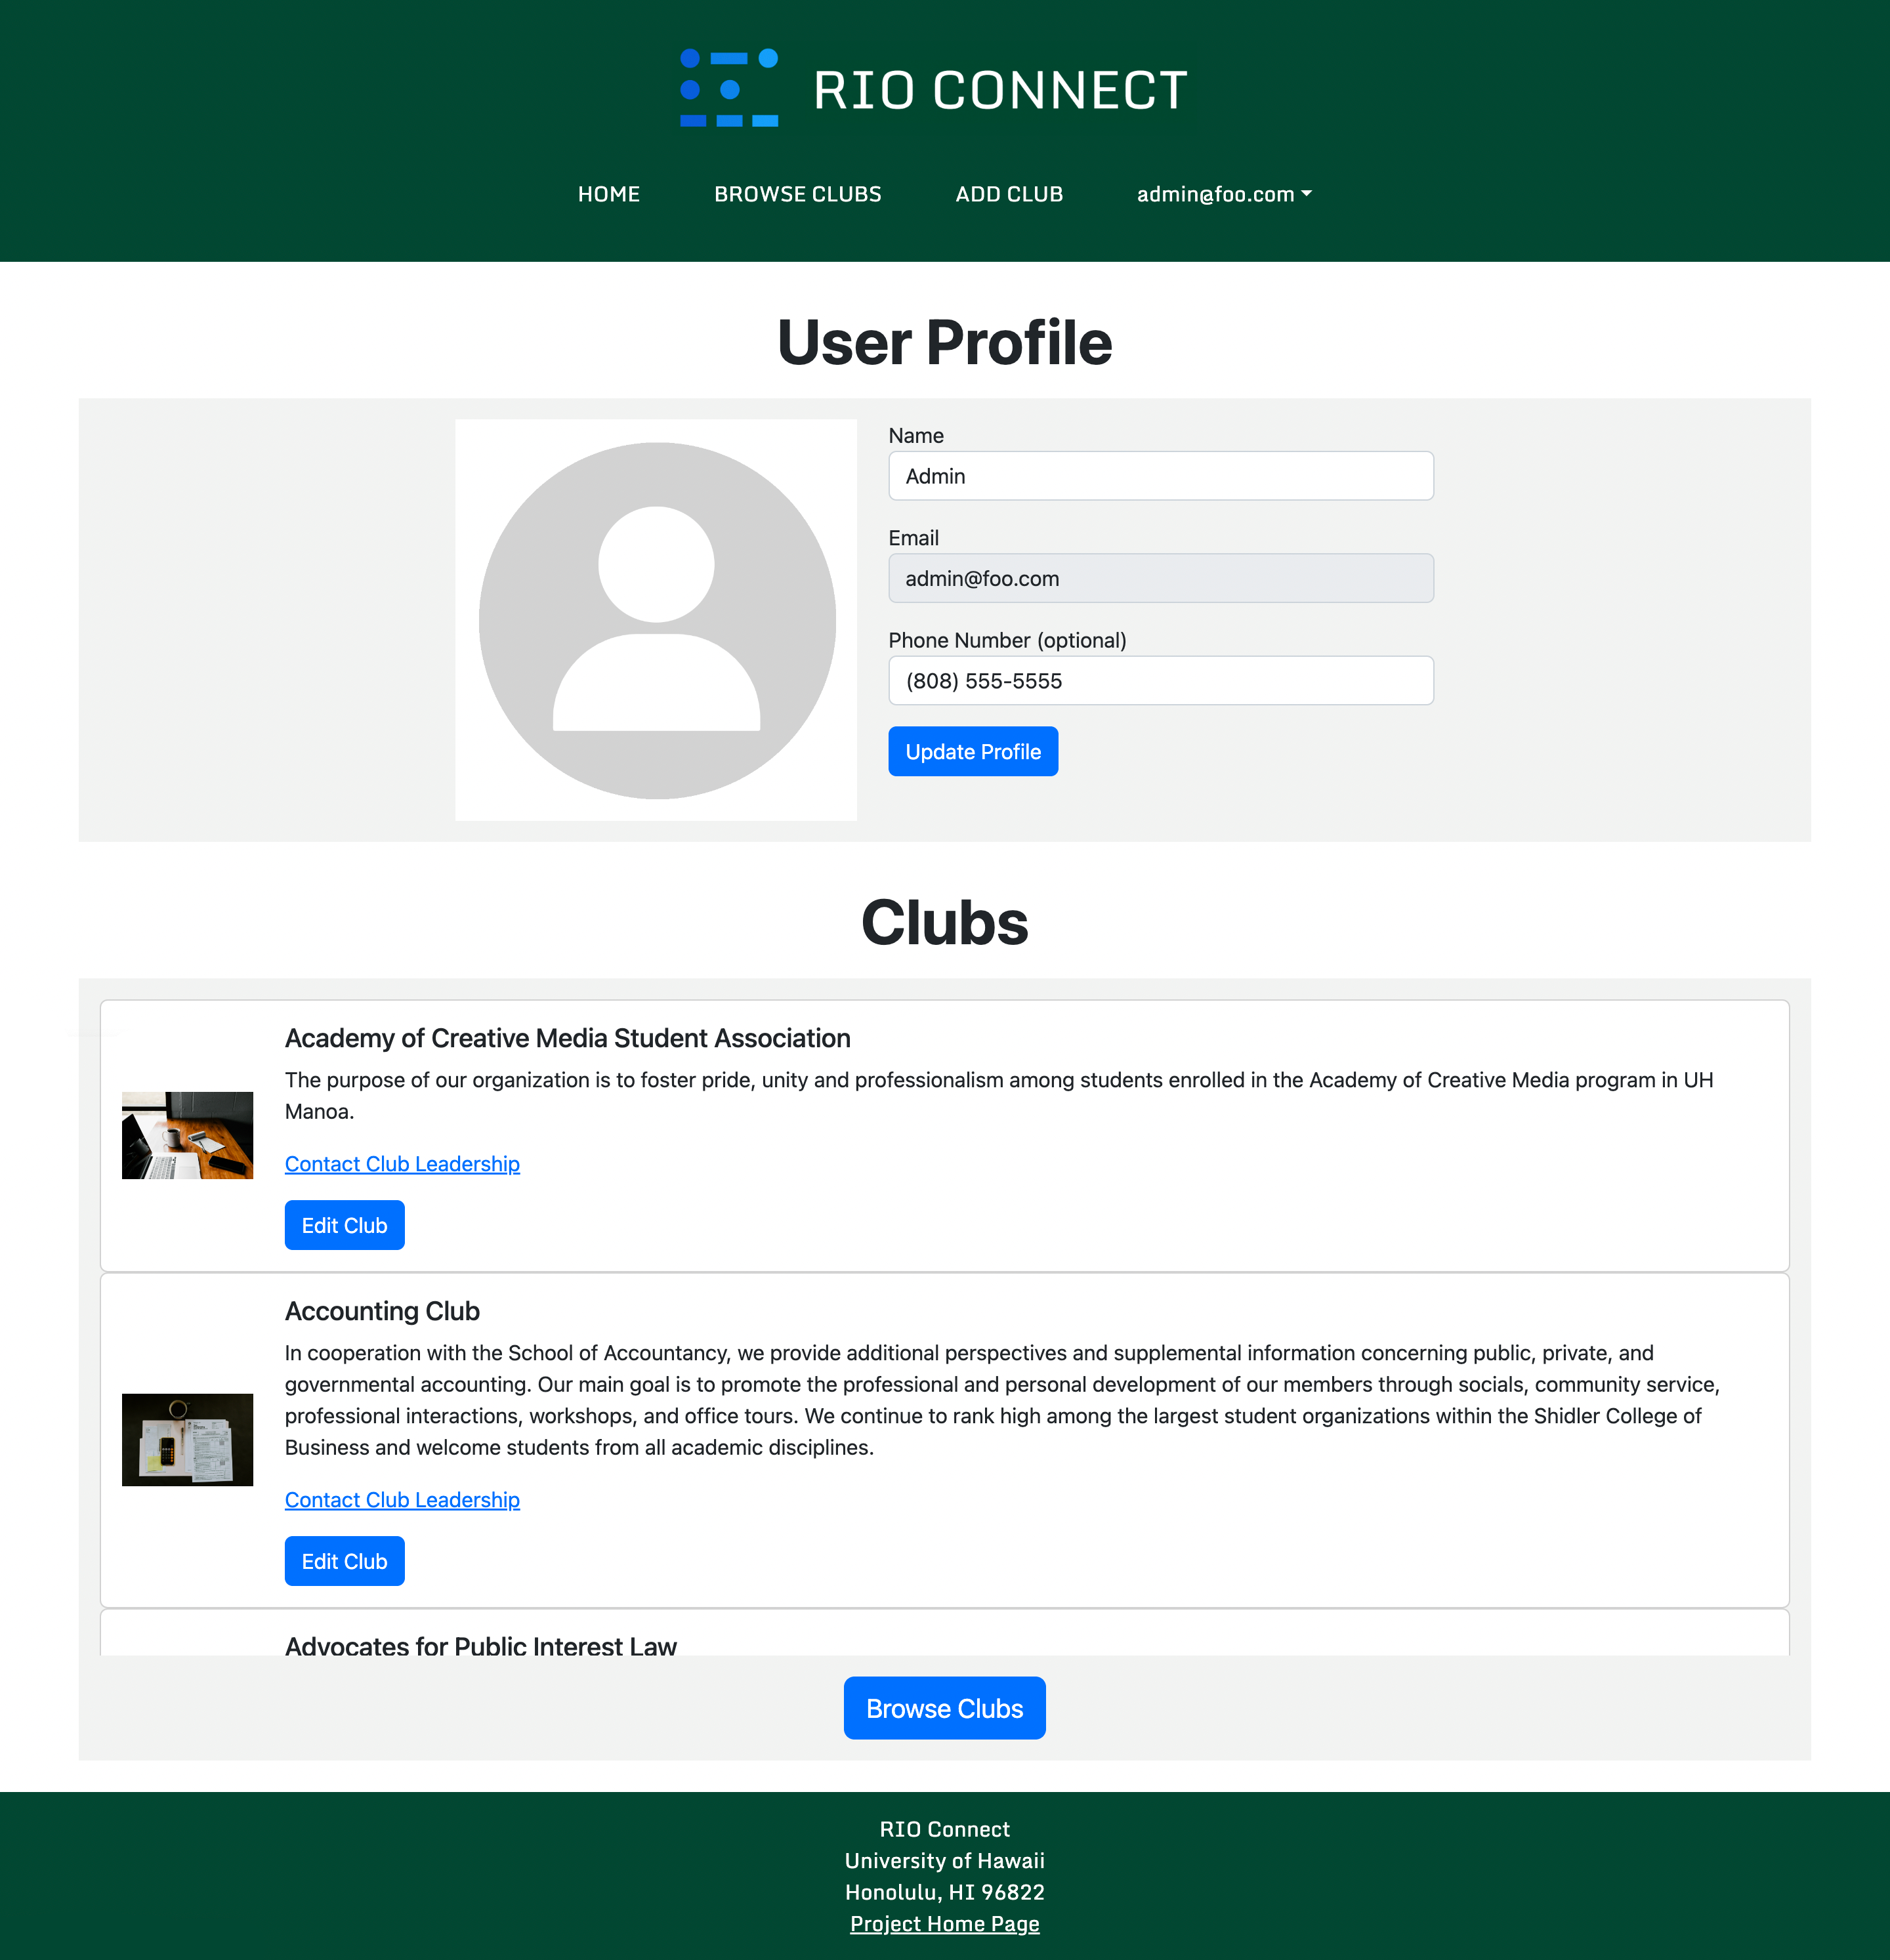 RIO CONNECT
HOME
BROWSE CLUBS
ADD CLUB
admin@foo.com
User Profile
Name
Admin
Email
admin@foo.com
Phone Number (optional)
(808) 555-5555
Update Profile
Clubs
Academy of Creative Media Student Association
The purpose of our organization is to foster pride, unity and professionalism among students enrolled in the Academy of Creative Media program in UH
Manoa.
Contact Club Leadership
Edit Club
Accounting Club
In cooperation with the School of Accountancy, we provide additional perspectives and supplemental information concerning public, private, and
governmental accounting. Our main goal is to promote the professional and personal development of our members through socials, community service,
professional interactions, workshops, and office tours. We continue to rank high among the largest student organizations within the Shidler College of
Business and welcome students from all academic disciplines.
Contact Club Leadership
Edit Club
Advocates for Public Interest Law
Browse Clubs
RIO Connect
University of Hawaii
Honolulu, HI 96822
Project Home Page